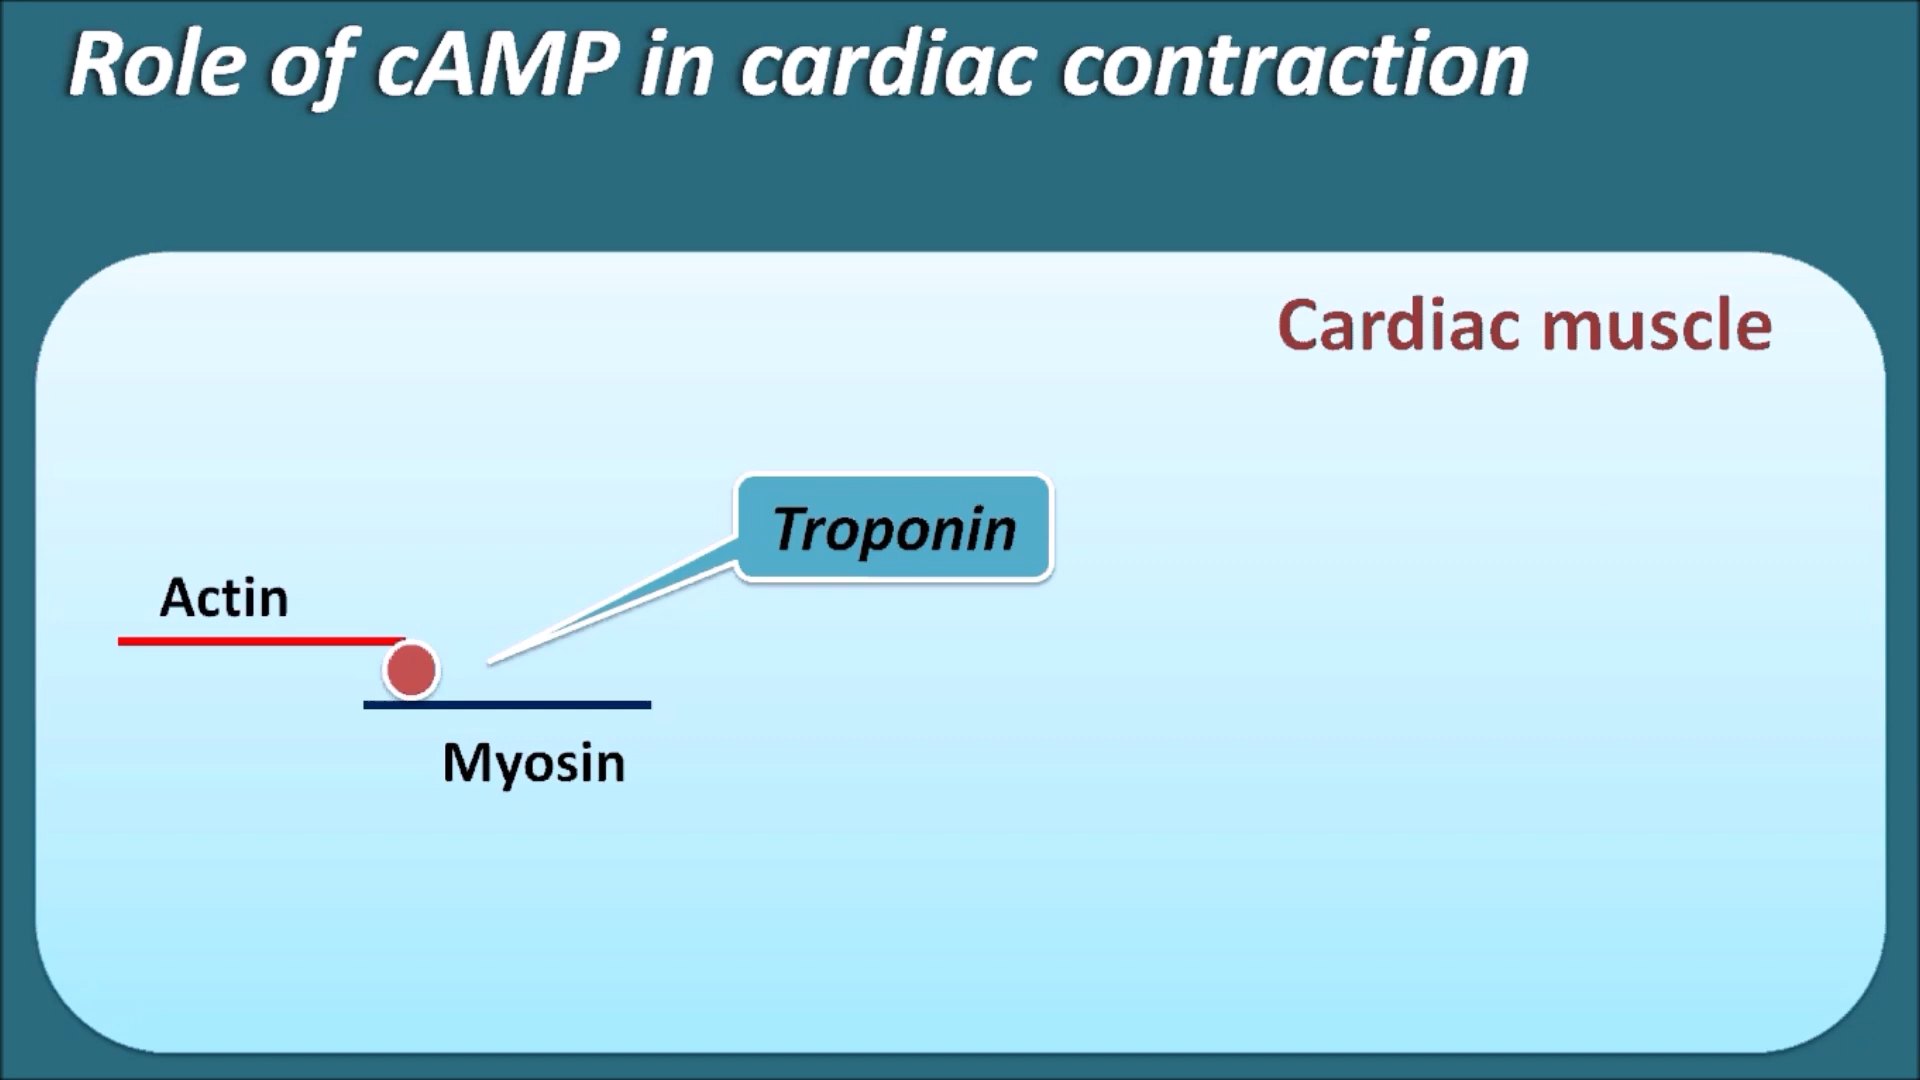 Role of cAMP in cardiac contraction
Cardiac muscle
Troponin
Actin
Myosin